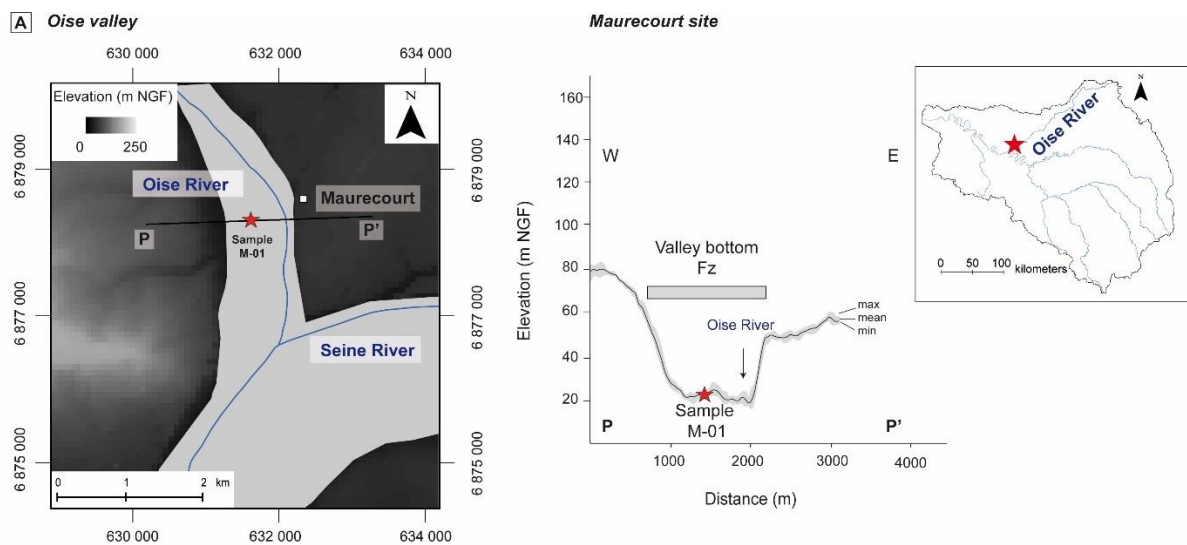 A Oise valley
630 000 632 000 634 000
Elevation (m NGF)
0 250
N
6 879 000
6 877 000
6 875 000
Oise River
Maurecourt
P
P'
Sample
M-01
Seine River
0 1 2 km
630 000 632 000 634 000
6 879 000
6 877 000
6 875 000
Maurecourt site
160
140
120
100
80
60
40
20
Elevation (m NGF)
W
E
Valley bottom
Fz
Oise River
max
mean
min
Sample
M-01
P
P'
1000 2000 3000 4000
Distance (m)
N
Oise River
0 50 100
kilometers